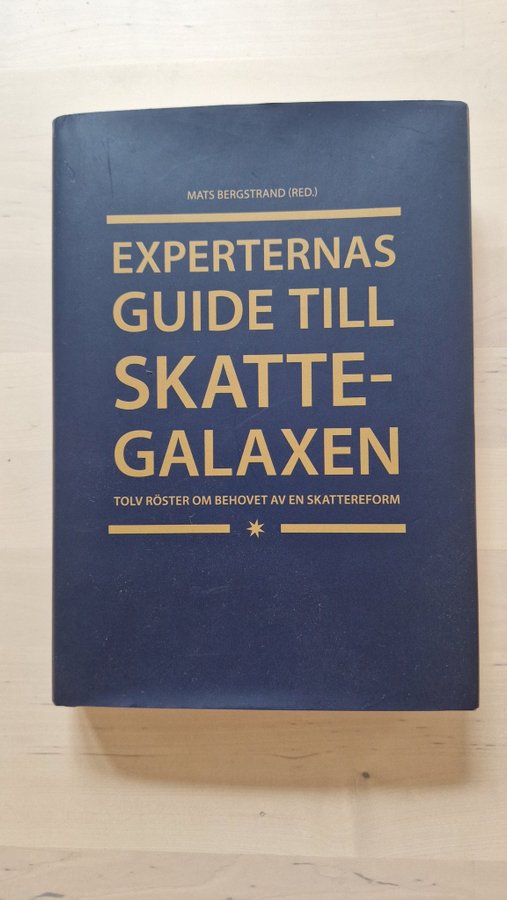 MATS BERGSTRAND (RED.)
EXPERTERNAS
GUIDE TILL
SKATTE-
GALAXEN
TOLV RÖSTER OM BEHOVET AV EN SKATTEREFORM